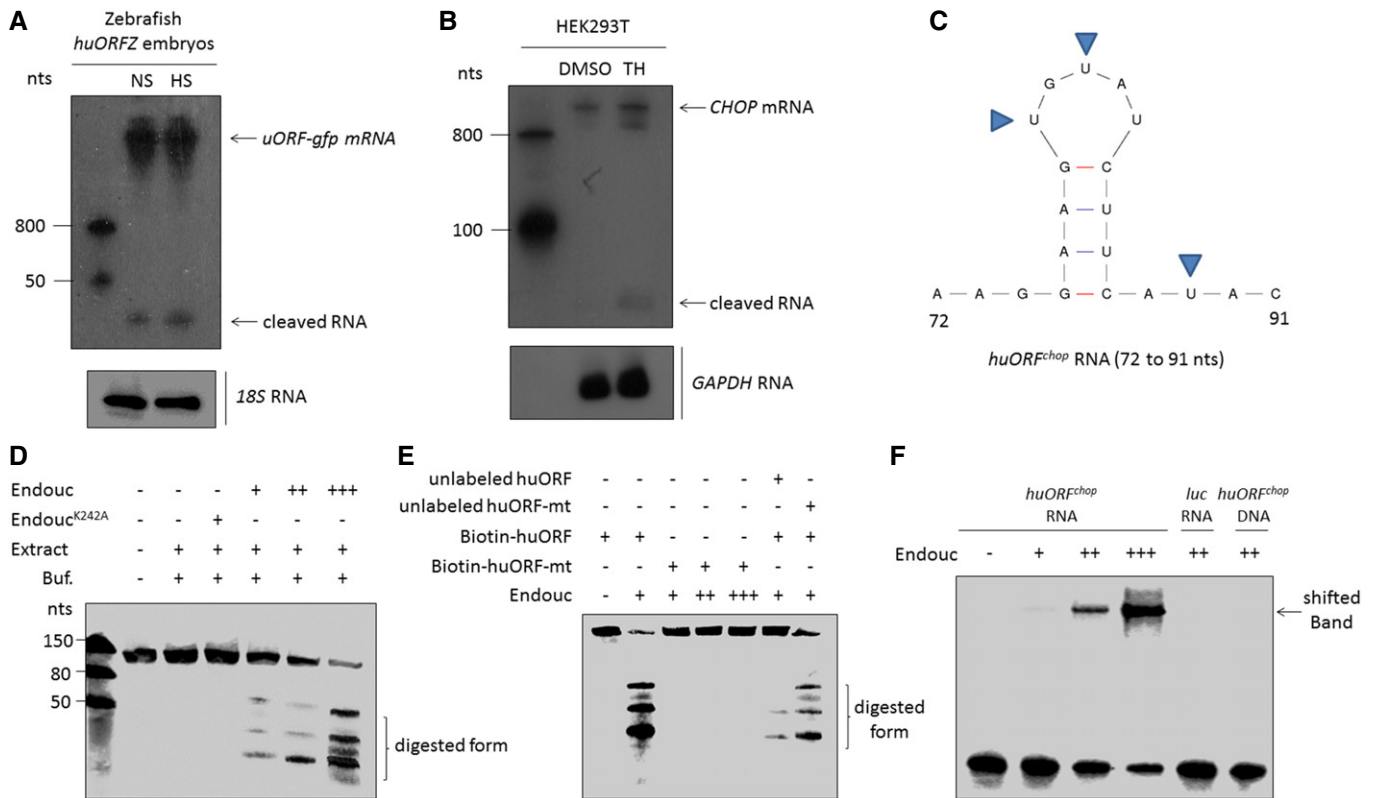 A
Zebrafish
huORFZ embryos
nts
NS HS
uORF-gfp mRNA
800
50
cleaved RNA
18S RNA
B
HEK293T
nts
DMSO TH
CHOP mRNA
800
100
cleaved RNA
GAPDH RNA
C
U
G A
U U
G C
A U
A U
A A G G C A U A C
72 91
huORFchop RNA (72 to 91 nts)
D
Endouc - - - + ++ +++
EndoucK242A - - + - - -
Extract - + + + + +
Buf. - + + + + +
nts
150
80
50
digested form
E
unlabeled huORF - - - - - + -
unlabeled huORF-mt - - - - - - +
Biotin-huORF + + - - - + +
Biotin-huORF-mt - - + + + - -
Endouc - + + ++ +++ + +
digested
form
F
huORFchop luc huORFchop
RNA RNA DNA
Endouc - + ++ +++ ++ ++
shifted
Band